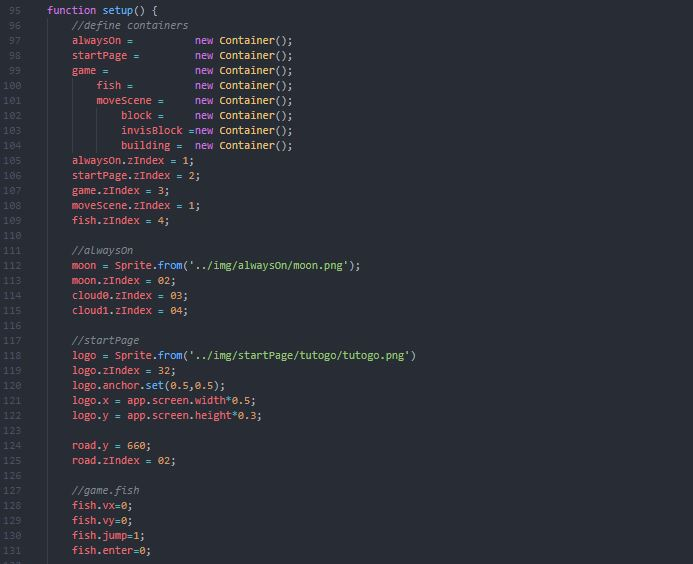 95 function setup() {
96 //define containers
97 alwaysOn = new Container();
98 startPage = new Container();
99 game = new Container();
100 fish = new Container();
101 moveScene = new Container();
102 block = new Container();
103 invisBlock =new Container();
104 building = new Container();
105 alwaysOn.zIndex = 1;
106 startPage.zIndex = 2;
107 game.zIndex = 3;
108 moveScene.zIndex = 1;
109 fish.zIndex = 4;
110
111 //alwaysOn
112 moon = Sprite.from('../img/alwaysOn/moon.png');
113 moon.zIndex = 02;
114 cloud0.zIndex = 03;
115 cloud1.zIndex = 04;
116
117 //startPage
118 logo = Sprite.from('../img/startPage/tutogo/tutogo.png')
119 logo.zIndex = 32;
120 logo.anchor.set(0.5,0.5);
121 logo.x = app.screen.width*0.5;
122 logo.y = app.screen.height*0.3;
123
124 road.y = 660;
125 road.zIndex = 02;
126
127 //game.fish
128 fish.vx=0;
129 fish.vy=0;
130 fish.jump=1;
131 fish.enter=0;